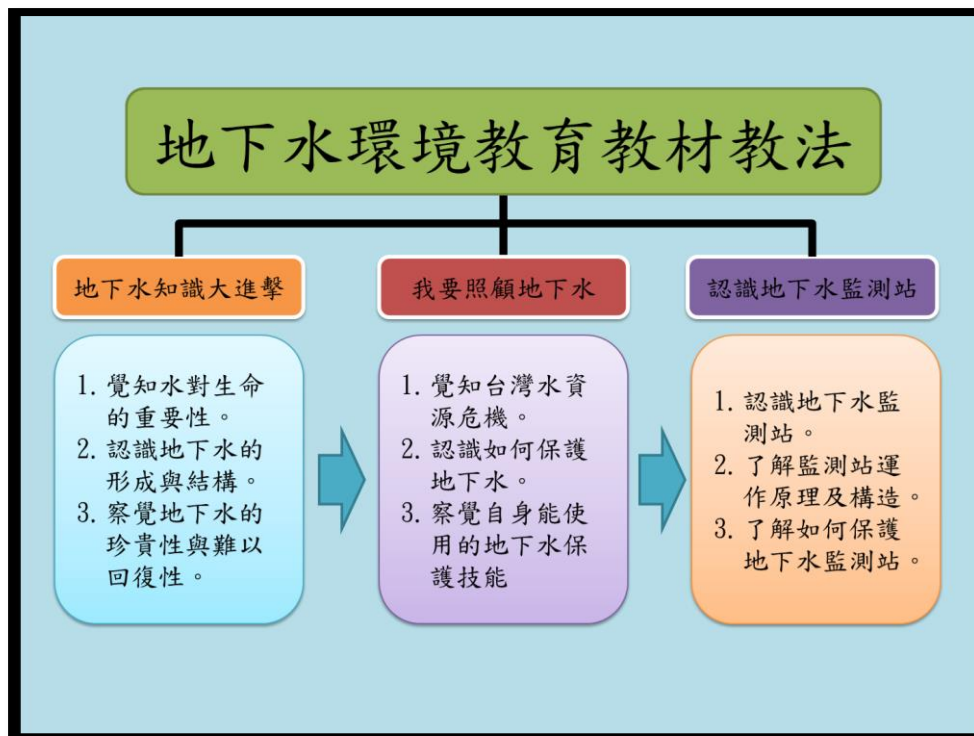 地下水環境教育教材教法
地下水知識大進擊
1. 覺知水對生命
的重要性。
2. 認識地下水的
形成與結構。
3. 察覺地下水的
珍貴性與難以
回復性。
我要照顧地下水
1. 覺知台灣水資
源危機。
2. 認識如何保護
地下水。
3. 察覺自身能使
用的地下水保
護技能
認識地下水監測站
1. 認識地下水監
測站。
2. 了解監測站運
作原理及構造。
3. 了解如何保護
地下水監測站。